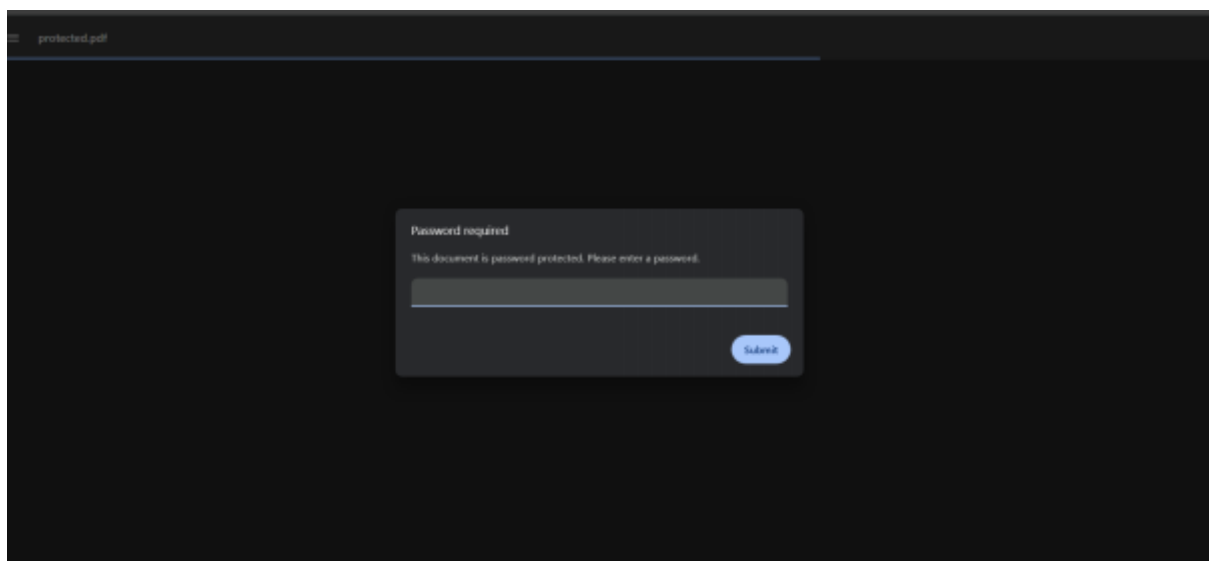 protected.pdf
Password required
This document is password protected. Please enter a password.
Submit